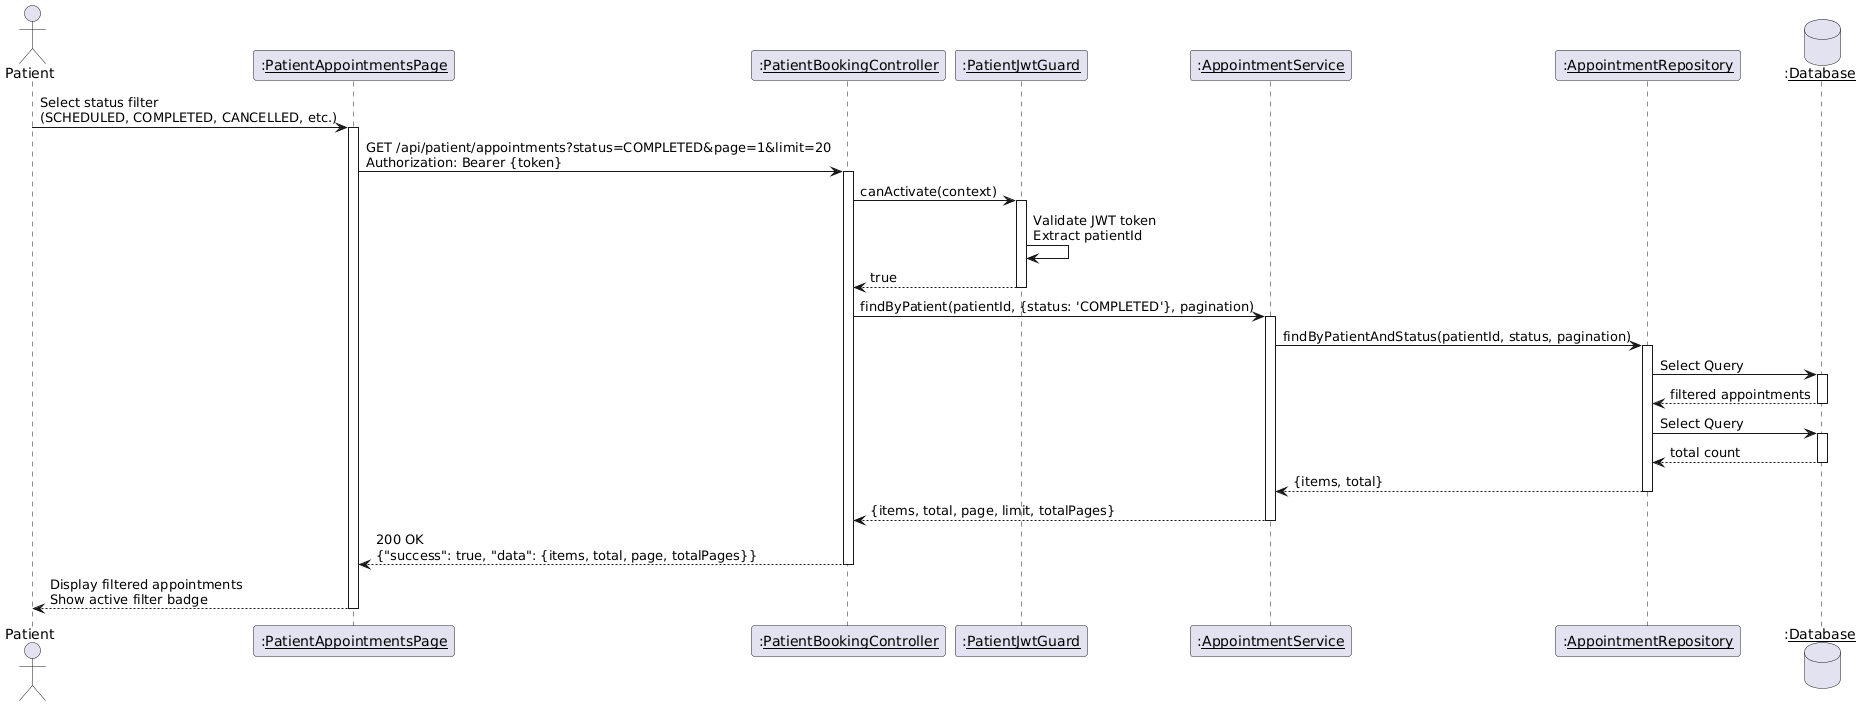 Patient
:PatientAppointmentsPage
:PatientBookingController
:PatientJwtGuard
:AppointmentService
:AppointmentRepository
:Database
Select status filter
(SCHEDULED, COMPLETED, CANCELLED, etc.)
GET /api/patient/appointments?status=COMPLETED&page=1&limit=20
Authorization: Bearer {token}
canActivate(context)
Validate JWT token
Extract patientId
true
findByPatient(patientId, {status: 'COMPLETED'}, pagination)
findByPatientAndStatus(patientId, status, pagination)
Select Query
filtered appointments
Select Query
total count
{items, total}
{items, total, page, limit, totalPages}
200 OK
{"success": true, "data": {items, total, page, totalPages}}
Display filtered appointments
Show active filter badge
Patient
:PatientAppointmentsPage
:PatientBookingController
:PatientJwtGuard
:AppointmentService
:AppointmentRepository
:Database